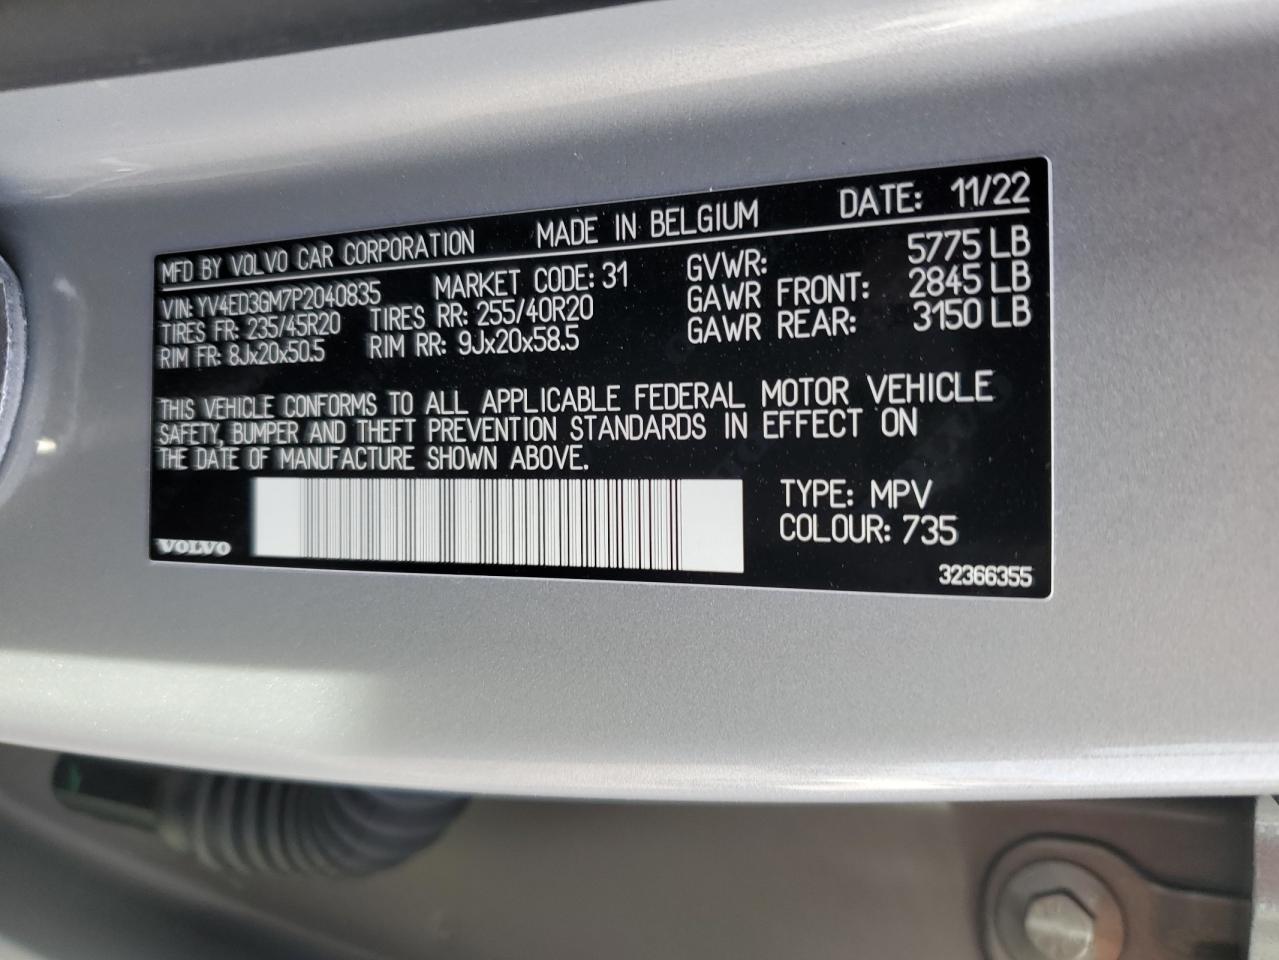 MFD BY VOLVO CAR CORPORATION MADE IN BELGIUM DATE: 11/22
VIN: YV4ED3GM7P2040835 MARKET CODE: 31 GVWR: 5775 LB
TIRES FR: 235/45R20 TIRES RR: 255/40R20 GAWR FRONT: 2845 LB
RIM FR: 8Jx20x50.5 RIM RR: 9Jx20x58.5 GAWR REAR: 3150 LB
THIS VEHICLE CONFORMS TO ALL APPLICABLE FEDERAL MOTOR VEHICLE
SAFETY, BUMPER AND THEFT PREVENTION STANDARDS IN EFFECT ON
THE DATE OF MANUFACTURE SHOWN ABOVE.
TYPE: MPV
COLOUR: 735
VOLVO
32366355